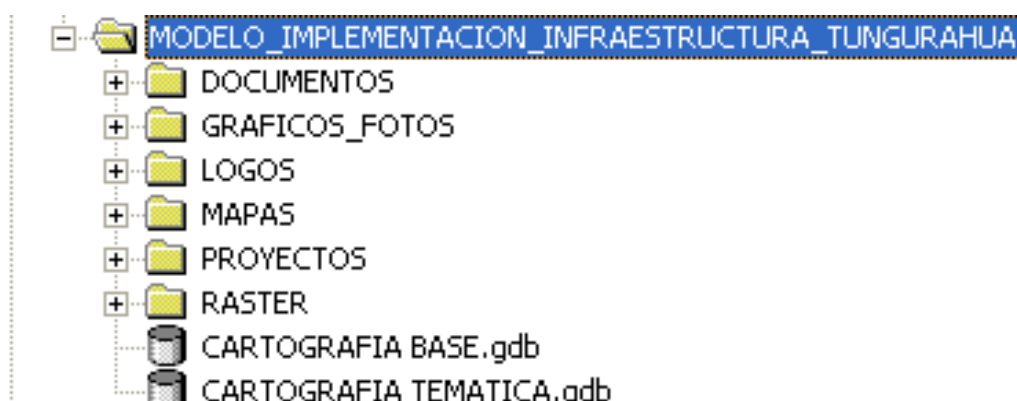 MODELO_IMPLEMENTACION_INFRAESTRUCTURA_TUNGURAHUA
DOCUMENTOS
GRAFICOS_FOTOS
LOGOS
MAPAS
PROYECTOS
RASTER
CARTOGRAFIA BASE.gdb
CARTOGRAFIA TEMATICA.gdb